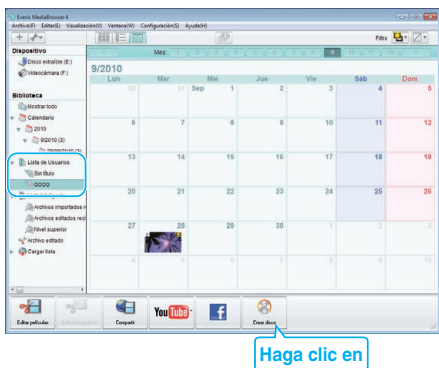 Everio MediaBrowser 4
Archivo(F) Editar(E) Visualización(V) Ventana(W) Configuración(S) Ayuda(H)
Filtro
Dispositivo
Disco extraíble (E:)
Videocámara (F:)
Mes:
9
9/2010
Lun Mar Mié Jue Vie Sáb Dom
30 31 Sep 1 2 3 4 5
6 7 8 9 10 11 12
13 14 15 16 17 18 19
20 21 22 23 24 25 26
27 28 29 30 1 2 3
4 5 6 7 8 9 10
Biblioteca
Mostrar todo
Calendario
2010
9/2010 (3)
Lista de Usuarios
Sin título
Archivos importados r
Archivos editados reci
Nivel superior
Archivo editado
Cargar lista
Editar películas
Compartir
YouTube
f
Crear disco
Haga clic en